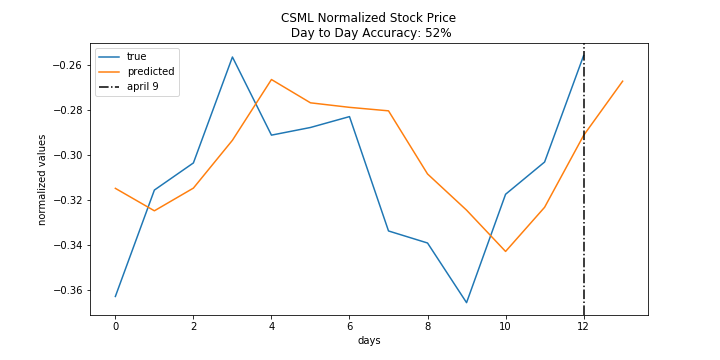 CSML Normalized Stock Price
Day to Day Accuracy: 52%
true
predicted
april 9
normalized values
−0.26
−0.28
−0.30
−0.32
−0.34
−0.36
0
2
4
6
8
10
12
days